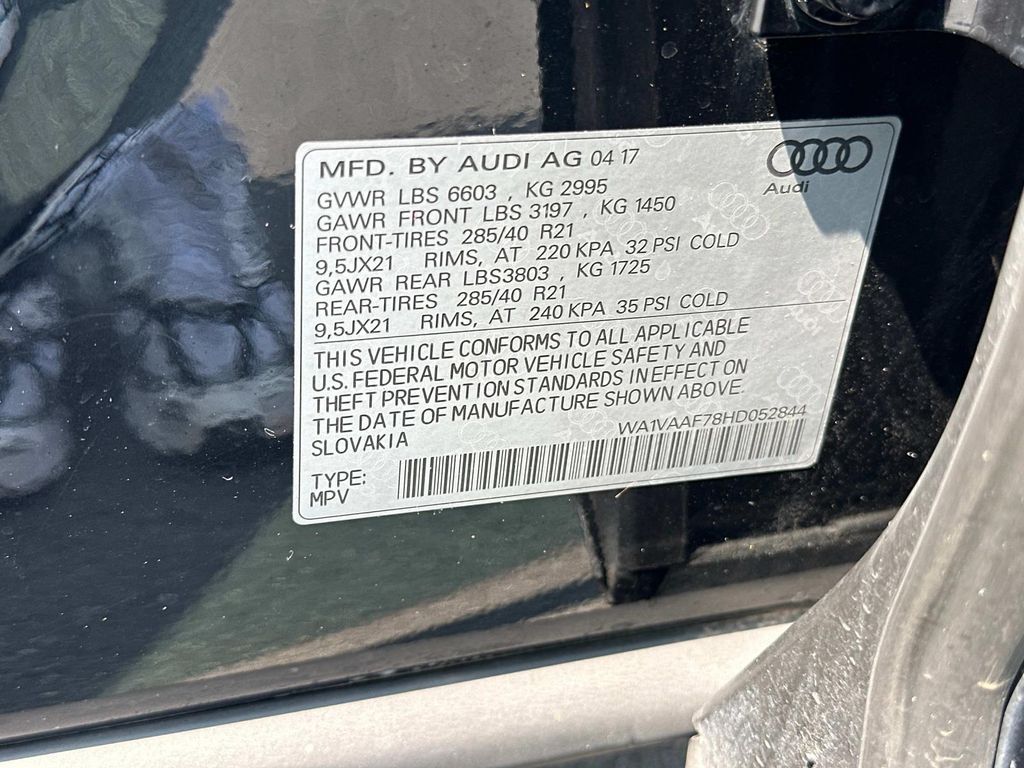 MFD. BY AUDI AG 04 17
Audi
GVWR LBS 6603 , KG 2995
GAWR FRONT LBS 3197 , KG 1450
FRONT-TIRES 285/40 R21
9,5JX21 RIMS, AT 220 KPA 32 PSI COLD
GAWR REAR LBS3803 , KG 1725
REAR-TIRES 285/40 R21
9,5JX21 RIMS, AT 240 KPA 35 PSI COLD
THIS VEHICLE CONFORMS TO ALL APPLICABLE
U.S. FEDERAL MOTOR VEHICLE SAFETY AND
THEFT PREVENTION STANDARDS IN EFFECT ON
THE DATE OF MANUFACTURE SHOWN ABOVE.
SLOVAKIA
WA1VAAF78HD052844
TYPE:
MPV